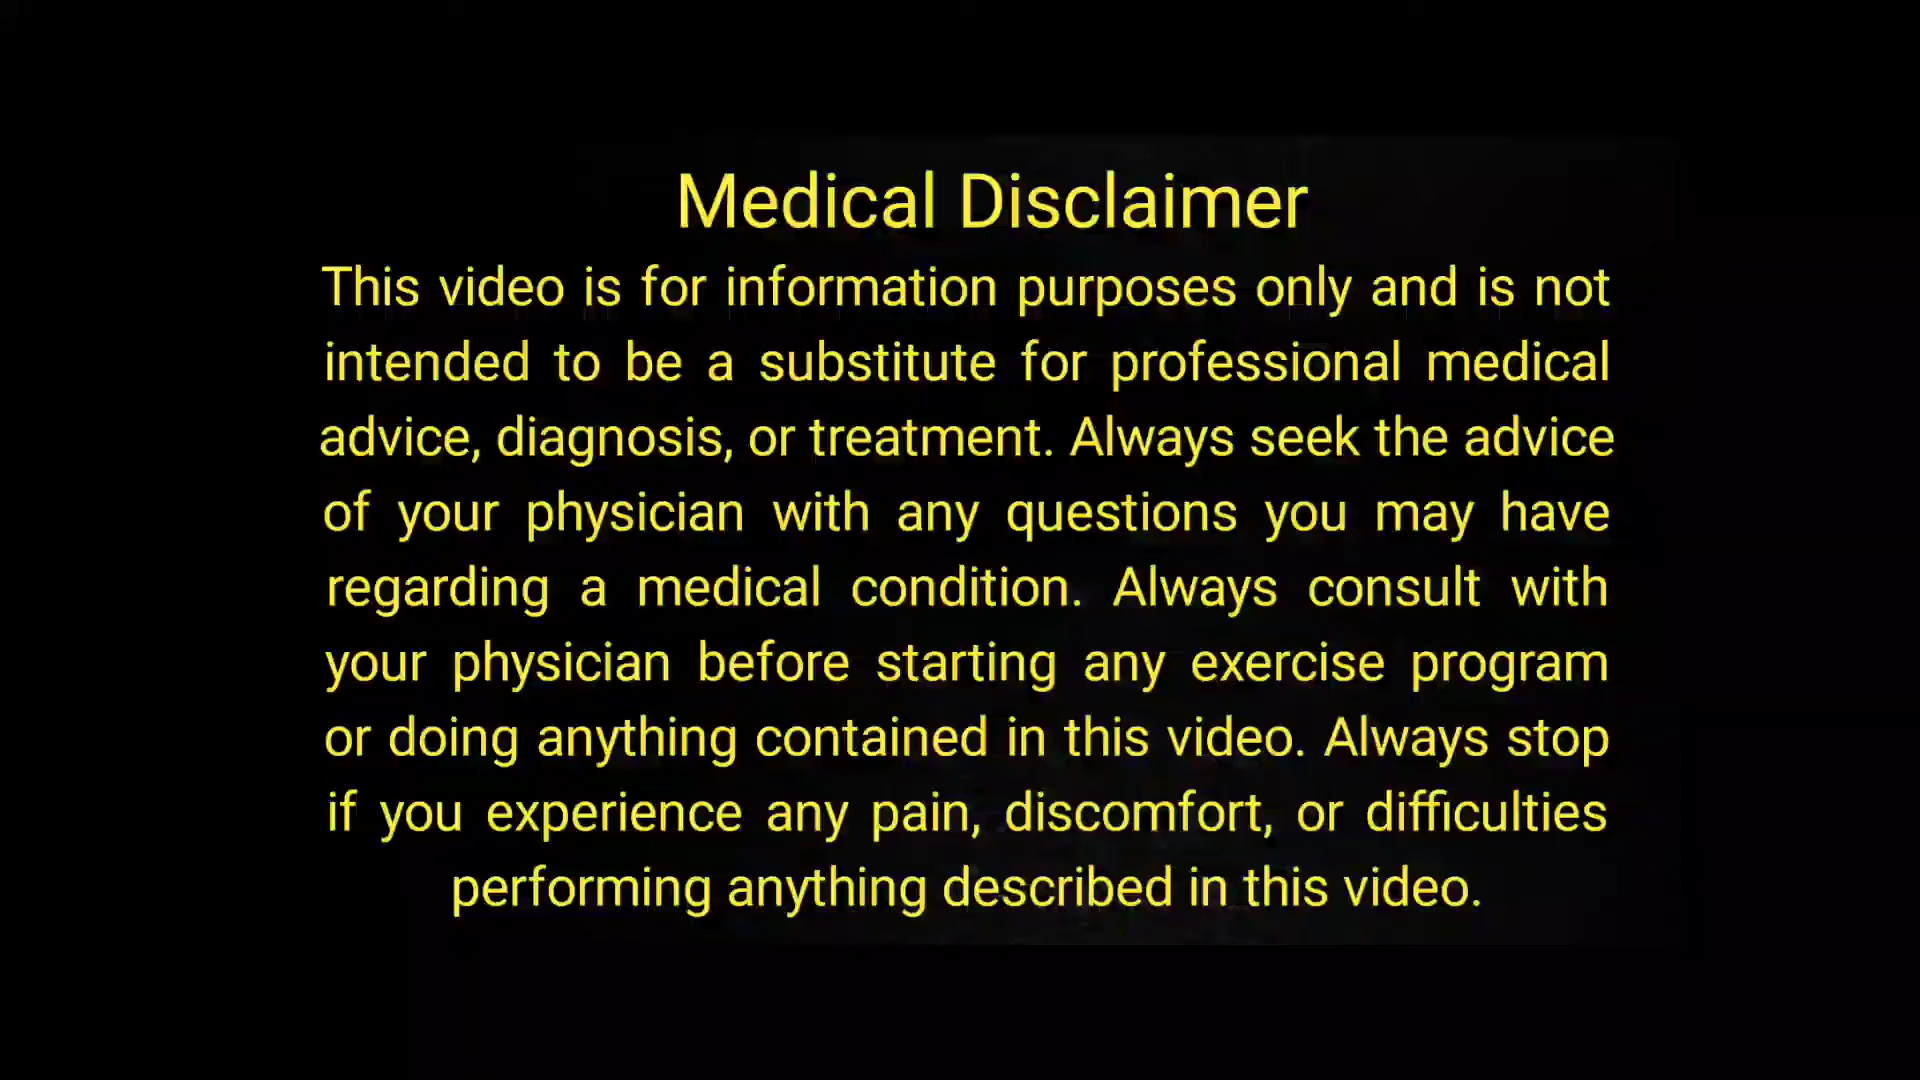 Medical Disclaimer
This video is for information purposes only and is not
intended to be a substitute for professional medical
advice, diagnosis, or treatment. Always seek the advice
of your physician with any questions you may have
regarding a medical condition. Always consult with
your physician before starting any exercise program
or doing anything contained in this video. Always stop
if you experience any pain, discomfort, or difficulties
performing anything described in this video.